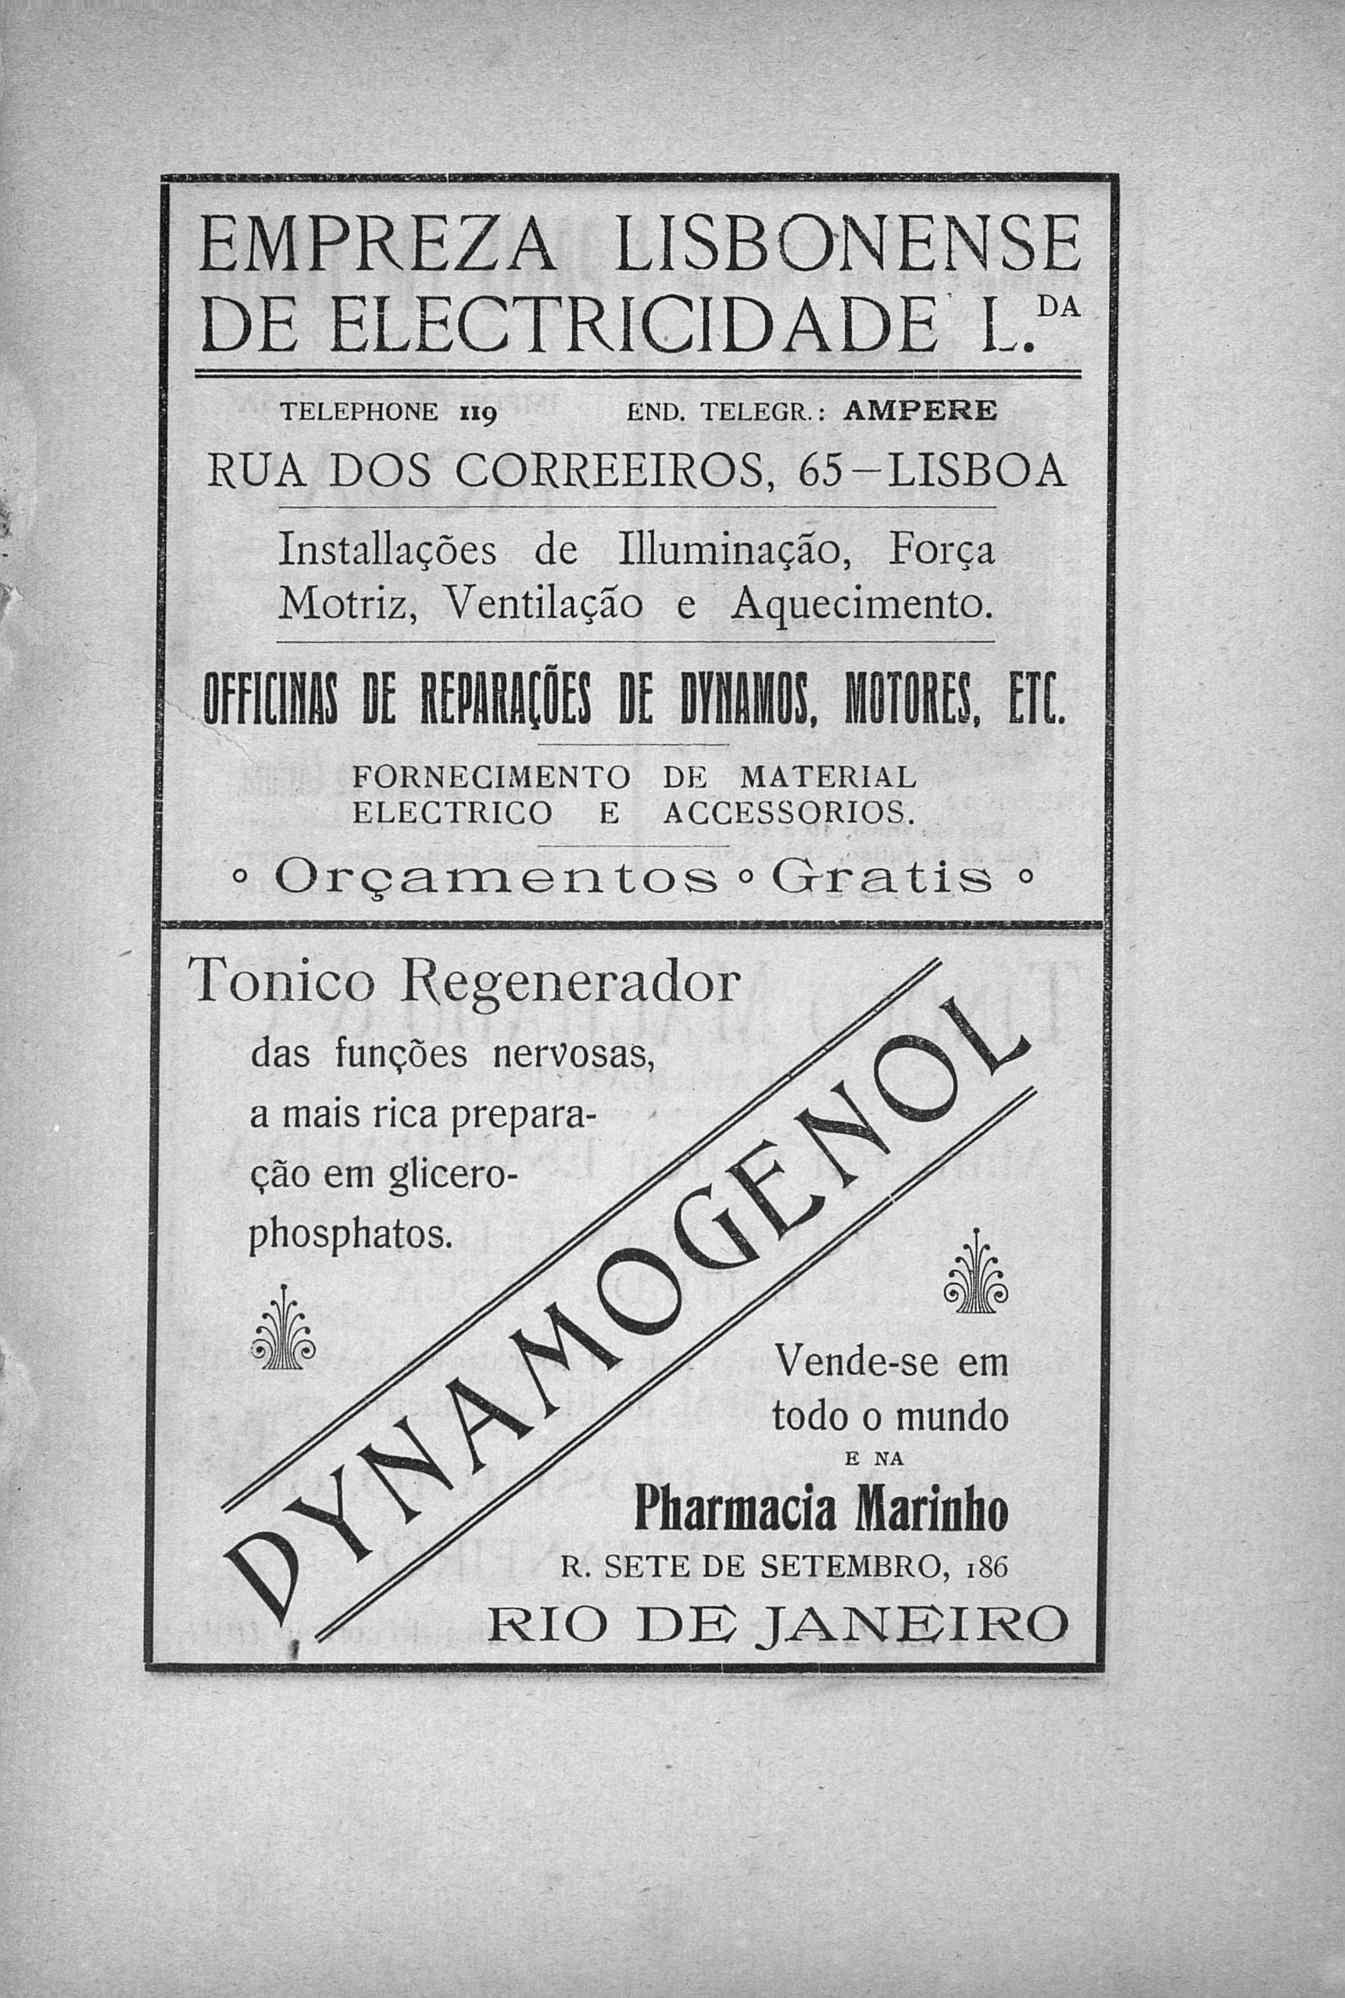 EMPREZA LISBONENSE
DE ELECTRICIDADE L.DA
TELEPHONE 119 END. TELEGR.: AMPERE
RUA DOS CORREEIROS, 65—LISBOA
Installações de Illuminação, Força
Motriz, Ventilação e Aquecimento.
OFFICINAS DE REPARAÇÕES DE DYNAMOS, MOTORES, ETC.
FORNECIMENTO DE MATERIAL
ELECTRICO E ACCESSORIOS.
Orçamentos Gratis
Tonico Regenerador
das funções nervosas,
a mais rica prepara-
ção em glicero-
phosphatos.
DYNAMOGENOL
Vende-se em
todo o mundo
E NA
Pharmacia Marinho
R. SETE DE SETEMBRO, 186
RIO DE JANEIRO